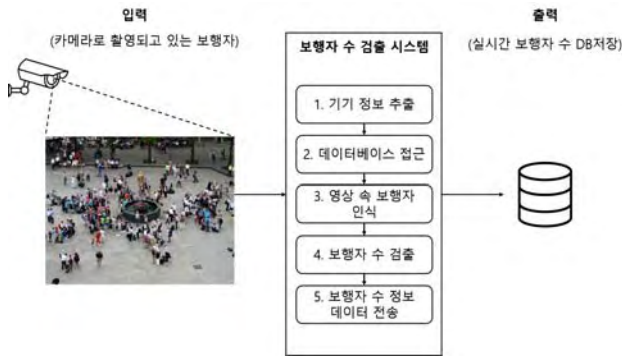 입력
(카메라로 촬영되고 있는 보행자)
보행자 수 검출 시스템
1. 기기 정보 추출
2. 데이터베이스 접근
3. 영상 속 보행자
인식
4. 보행자 수 검출
5. 보행자 수 정보
데이터 전송
출력
(실시간 보행자 수 DB저장)